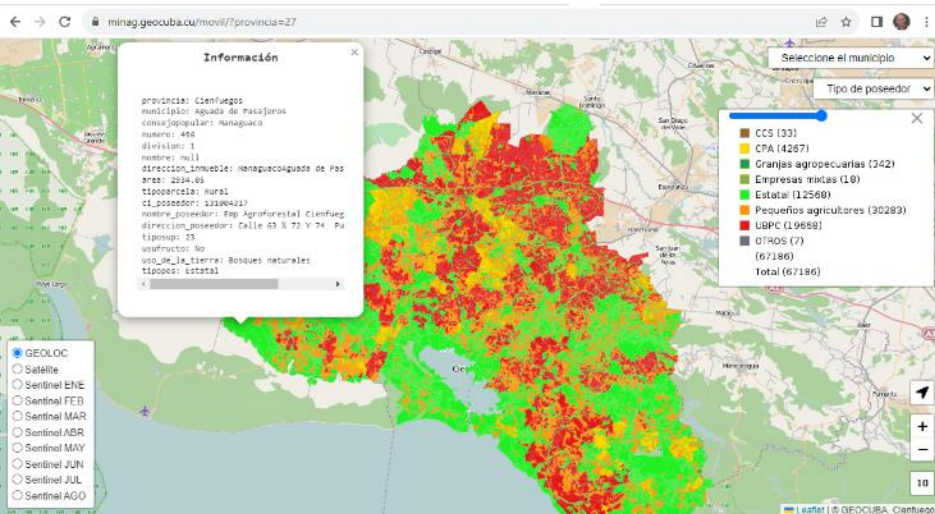 minag.geocuba.cu/movil/?provincia=27
Información
provincia: Cienfuegos
municipio: Aguada de Pasajeros
consejopopular: Managuaco
numero: 496
division: 1
nombre: null
direccion_inmueble: ManaguacoAguada de Pas
area: 2034.05
tipoparcela: Rural
ci_poseedor: 131004317
nombre_poseedor: Emp Agroforestal Cienfueg
direccion_poseedor: Calle 63 % 72 Y 74 Pu
tiposup: 23
usufructo: No
uso_de_la_tierra: Bosques naturales
tipopos: estatal
Seleccione el municipio
Tipo de poseedor
CCS (33)
CPA (4267)
Granjas agropecuarias (342)
Empresas mixtas (18)
Estatal (12568)
Pequeños agricultores (30283)
UBPC (19668)
OTROS (7)
(67186)
Total (67186)
Santo
Domingo
Esperanza
GEOLOC
Satélite
Sentinel ENE
Sentinel FEB
Sentinel MAR
Sentinel ABR
Sentinel MAY
Sentinel JUN
Sentinel JUL
Sentinel AGO
+
−
10
Leaflet | © GEOCUBA, Cienfuego